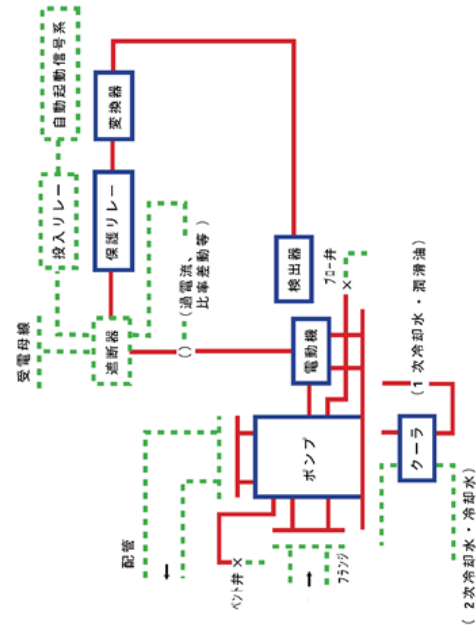 自動起動信号系
変換器
投入リレー
保護リレー
受電母線
遮断器
(過電流、
比率差動等)
検出器
ブロー弁
電動機
(1次冷却水・潤滑油)
ポンプ
クーラ
配管
ベント弁
フランジ
(2次冷却水・冷却水)